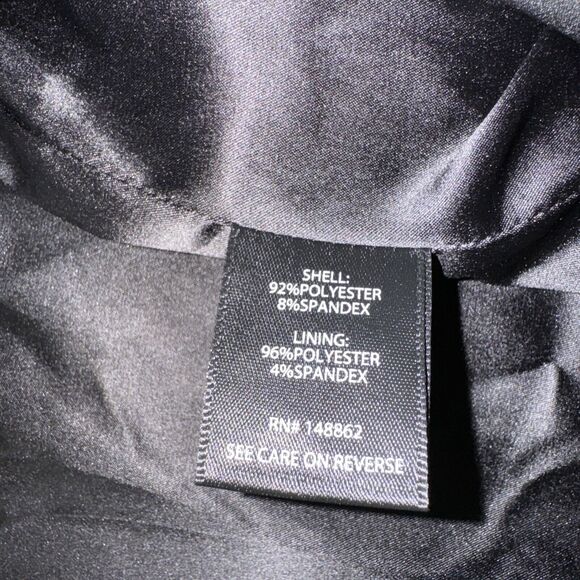 SHELL:
92%POLYESTER
8%SPANDEX
LINING:
96%POLYESTER
4%SPANDEX
RN# 148862
SEE CARE ON REVERSE